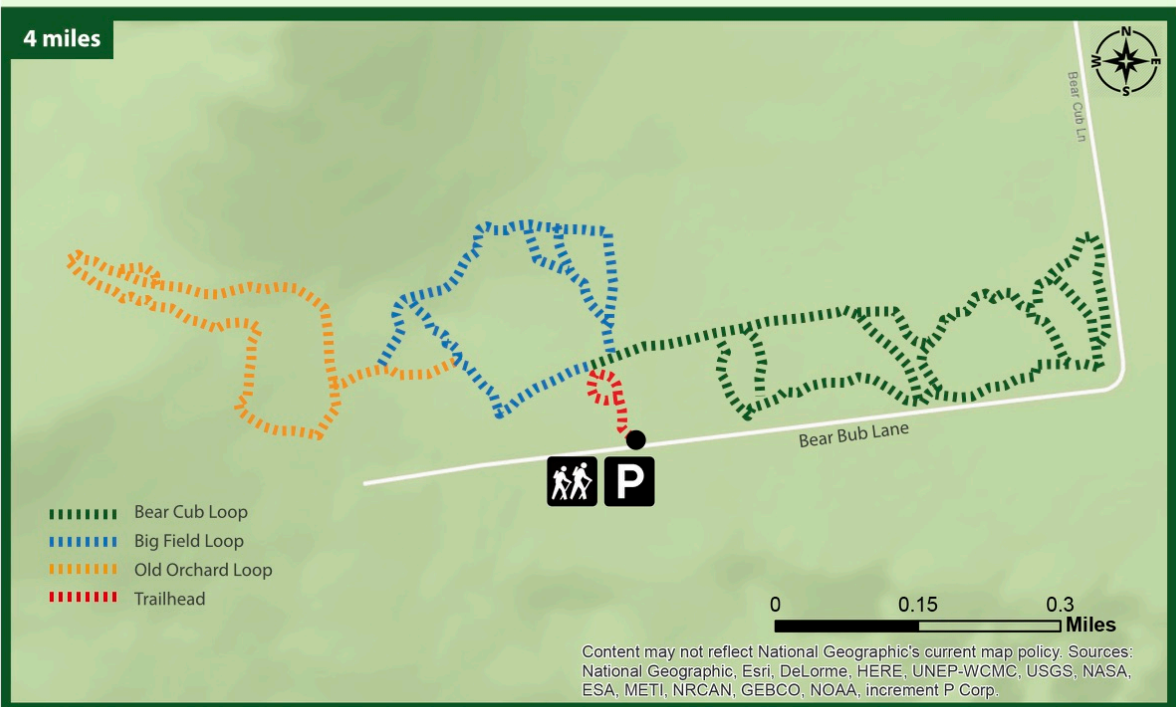 4 miles
N
W
E
S
Bear Cub Ln
Bear Bub Lane
P
Bear Cub Loop
Big Field Loop
Old Orchard Loop
Trailhead
0 0.15 0.3
Miles
Content may not reflect National Geographic's current map policy. Sources:
National Geographic, Esri, DeLorme, HERE, UNEP-WCMC, USGS, NASA,
ESA, METI, NRCAN, GEBCO, NOAA, increment P Corp.